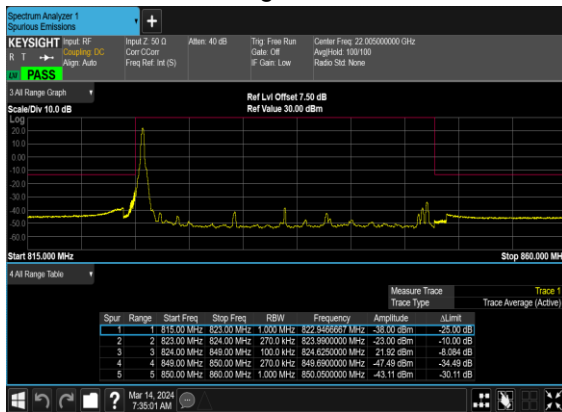 Spectrum Analyzer 1
Spurious Emissions
KEYSIGHT Input: RF Input Z: 50 Ω Atten: 40 dB Trig: Free Run Center Freq: 22.005000000 GHz
R T Coupling: DC Corr CCorr Gate: Off Avg|Hold: 100/100
Align: Auto Freq Ref: Int (S) IF Gain: Low Radio Std: None
PASS
3 All Range Graph
Ref Lvl Offset 7.50 dB
Scale/Div 10.0 dB Ref Value 30.00 dBm
Log
20.0
10.0
0.00
-10.0
-20.0
-30.0
-40.0
-50.0
-60.0
Start 815.000 MHz Stop 860.000 MH
4 All Range Table
Measure Trace Trace 1
Trace Type Trace Average (Active)
Spur Range Start Freq Stop Freq RBW Frequency Amplitude ΔLimit
1 1 815.00 MHz 823.00 MHz 1.000 MHz 822.9466667 MHz -38.00 dBm -25.00 dB
2 2 823.00 MHz 824.00 MHz 270.0 kHz 823.9900000 MHz -23.00 dBm -10.00 dB
3 3 824.00 MHz 849.00 MHz 100.0 kHz 824.6250000 MHz 21.92 dBm -8.084 dB
4 4 849.00 MHz 850.00 MHz 270.0 kHz 849.6900000 MHz -47.49 dBm -34.49 dB
5 5 850.00 MHz 860.00 MHz 1.000 MHz 850.0500000 MHz -43.11 dBm -30.11 dB
Mar 14, 2024
7:35:01 AM